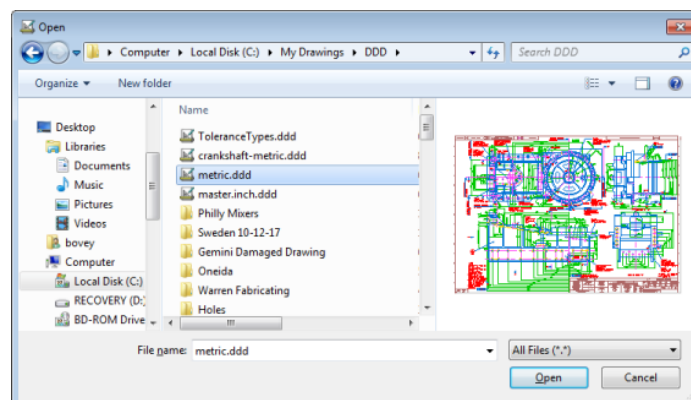 Open
Computer ▸ Local Disk (C:) ▸ My Drawings ▸ DDD ▸
Search DDD
Organize
New folder
Name
Desktop
Libraries
Documents
Music
Pictures
Videos
bovey
Computer
Local Disk (C:)
RECOVERY (D:)
BD-ROM Drive
ToleranceTypes.ddd
crankshaft-metric.ddd
metric.ddd
master.inch.ddd
Philly Mixers
Sweden 10-12-17
Gemini Damaged Drawing
Oneida
Warren Fabricating
Holes
File name: metric.ddd
All Files (*.*)
Open
Cancel